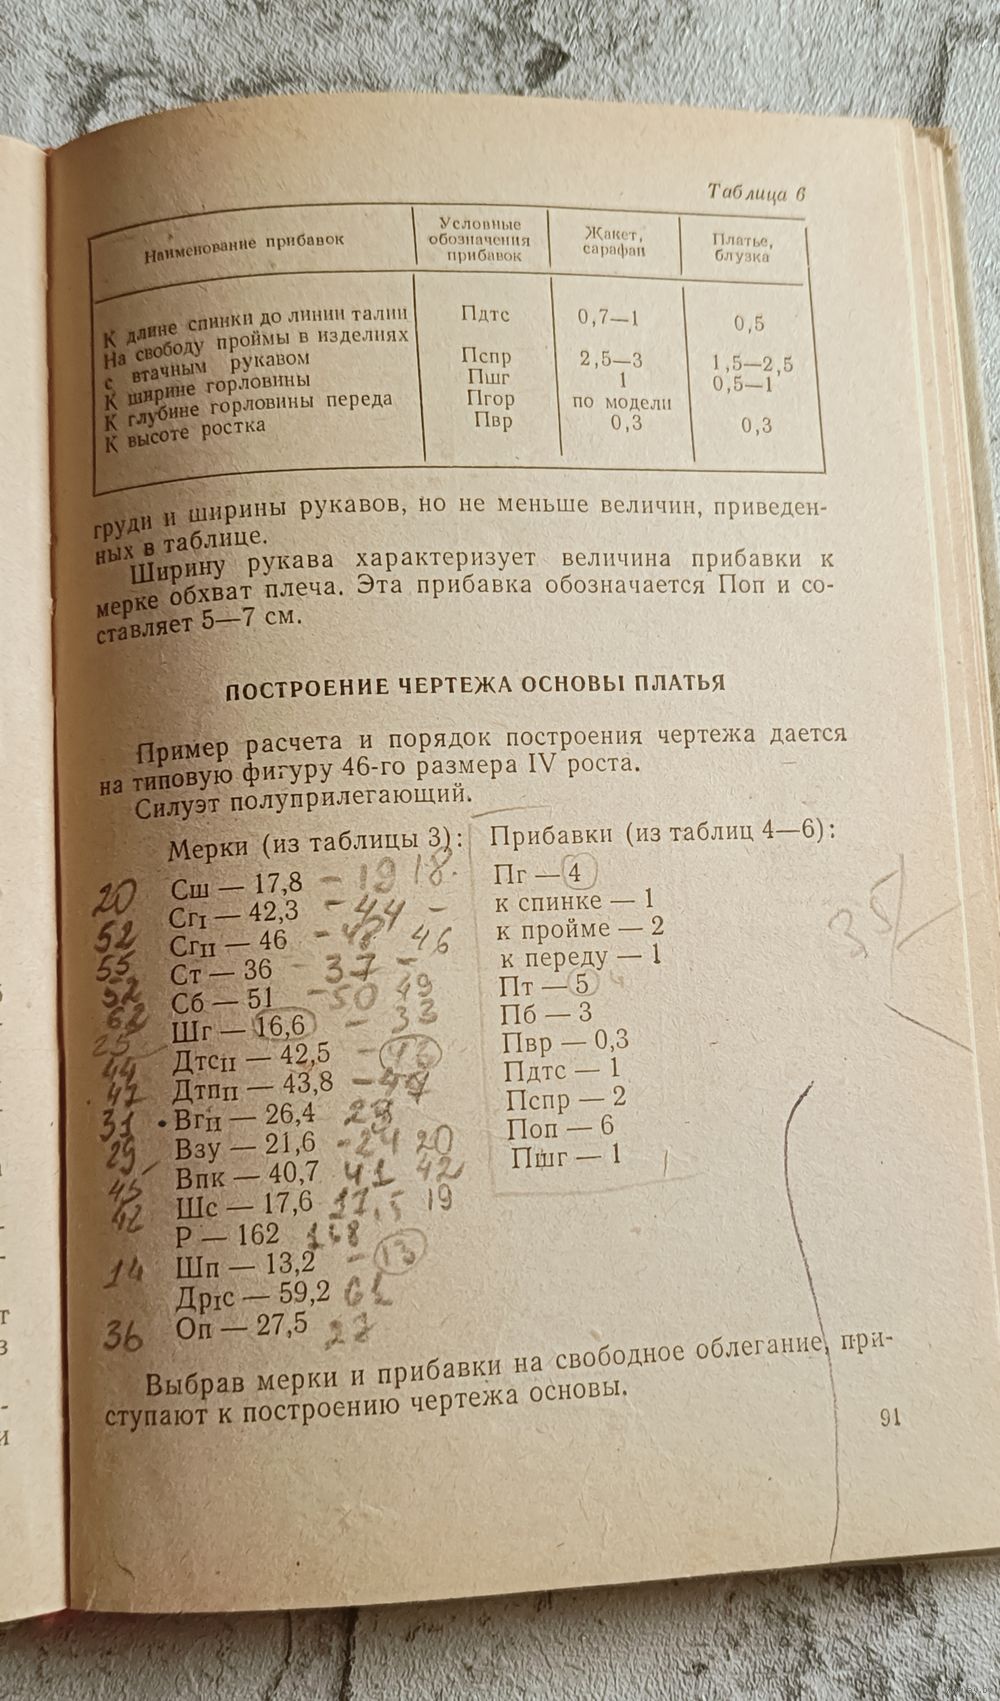 Таблица 6
Наименование прибавок
Условные обозначения прибавок
Жакет, сарафан
Платье, блузка
К длине спинки до линии талии Пдтс 0,7—1 0,5
На свободу проймы в изделиях
с втачным рукавом Пспр 2,5—3 1,5—2,5
К ширине горловины Пшг 1 0,5—1
К глубине горловины переда Пгор по модели
К высоте ростка Пвр 0,3 0,3
груди и ширины рукавов, но не меньше величин, приведен-
ных в таблице.
Ширину рукава характеризует величина прибавки к
мерке обхват плеча. Эта прибавка обозначается Поп и со-
ставляет 5—7 см.
ПОСТРОЕНИЕ ЧЕРТЕЖА ОСНОВЫ ПЛАТЬЯ
Пример расчета и порядок построения чертежа дается
на типовую фигуру 46-го размера IV роста.
Силуэт полуприлегающий.
Мерки (из таблицы 3):
20 Сш — 17,8 – 19 18
52 СгI — 42,3 – 44 –
55 СгII — 46 – 48 46
52 Ст — 36 – 37 –
62 Сб — 51 – 50 49
Шг — 16,6 – 33
44 ДтсII — 42,5
47 ДтпII — 43,8
31 ВгII — 26,4
29 Взу — 21,6 – 24 20
45 Впк — 40,7 41 42
42 Шс — 17,6 17,5 19
Р — 162 168
14 Шп — 13,2 – 13
ДрIс — 59,2
36 Оп — 27,5
Прибавки (из таблиц 4—6):
Пг — 4
к спинке — 1
к пройме — 2
к переду — 1
Пт — 5 4
Пб — 3
Пвр — 0,3
Пдтс — 1
Пспр — 2
Поп — 6
Пшг — 1
Выбрав мерки и прибавки на свободное облегание, при-
ступают к построению чертежа основы.
91